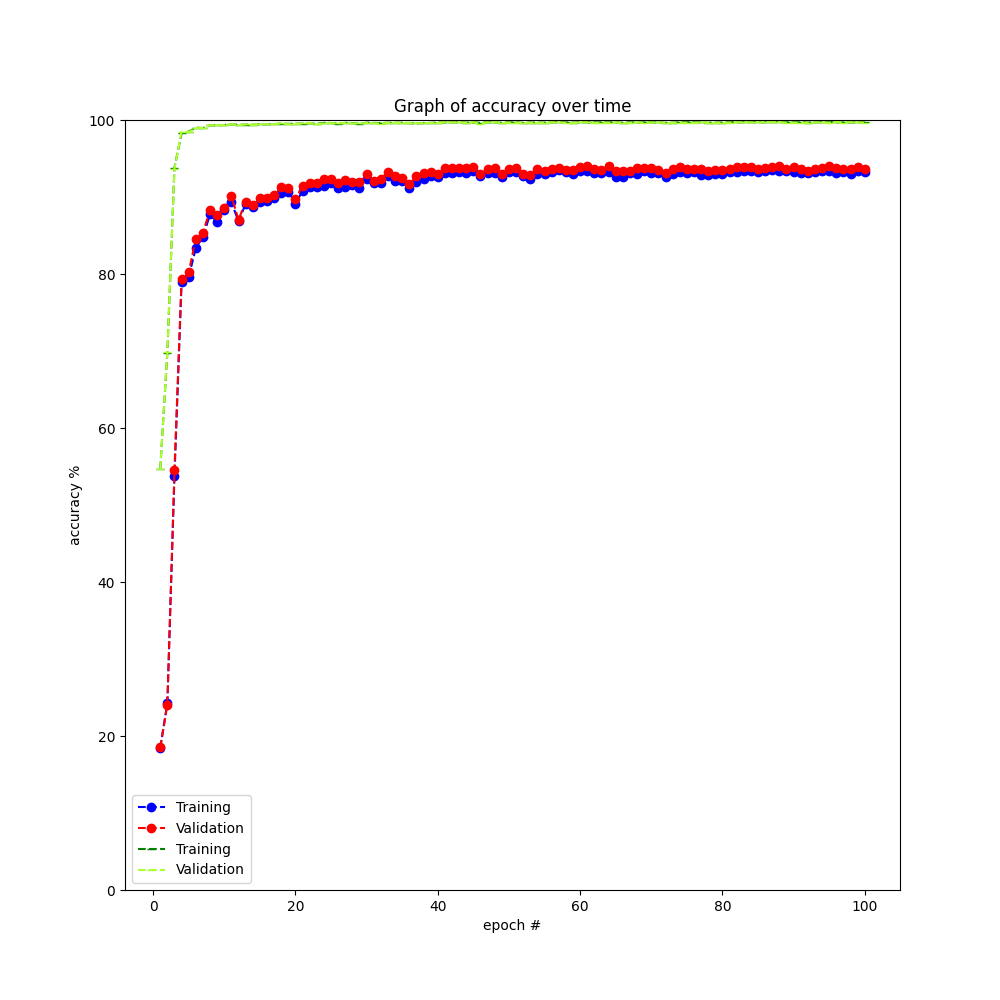 Graph of accuracy over time
100
80
60
40
20
0
accuracy %
Training
Validation
Training
Validation
0 20 40 60 80 100
epoch #